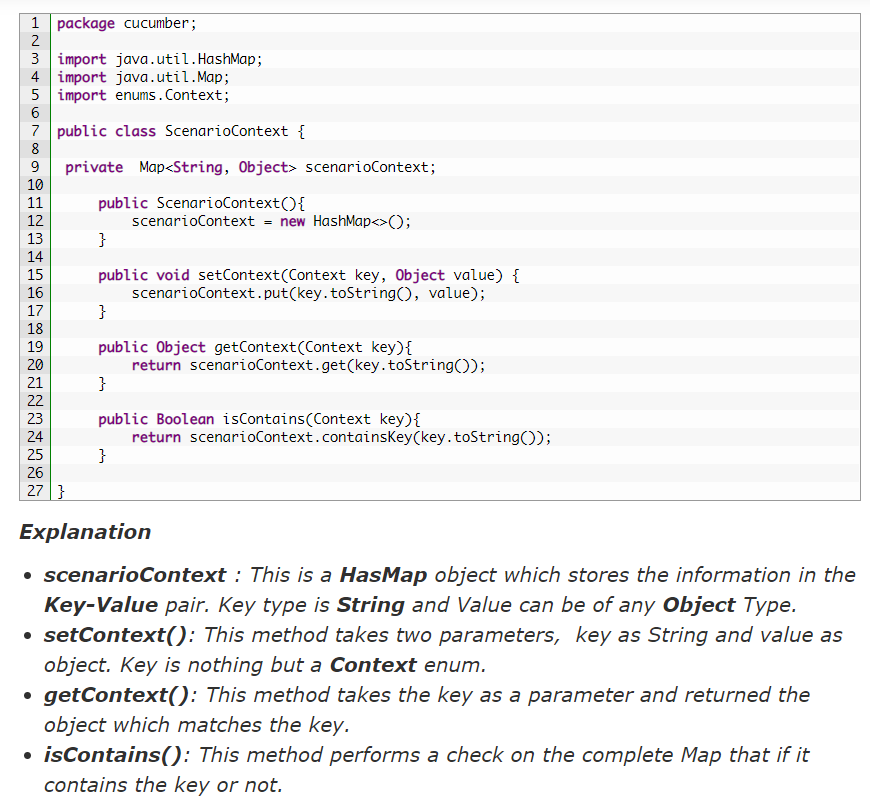 1 package cucumber;
2
3 import java.util.HashMap;
4 import java.util.Map;
5 import enums.Context;
6
7 public class ScenarioContext {
8
9  private  Map<String, Object> scenarioContext;
10
11     public ScenarioContext(){
12         scenarioContext = new HashMap<>();
13     }
14
15     public void setContext(Context key, Object value) {
16         scenarioContext.put(key.toString(), value);
17     }
18
19     public Object getContext(Context key){
20         return scenarioContext.get(key.toString());
21     }
22
23     public Boolean isContains(Context key){
24         return scenarioContext.containsKey(key.toString());
25     }
26
27 }
Explanation
• scenarioContext : This is a HasMap object which stores the information in the
Key-Value pair. Key type is String and Value can be of any Object Type.
• setContext(): This method takes two parameters,  key as String and value as
object. Key is nothing but a Context enum.
• getContext(): This method takes the key as a parameter and returned the
object which matches the key.
• isContains(): This method performs a check on the complete Map that if it
contains the key or not.